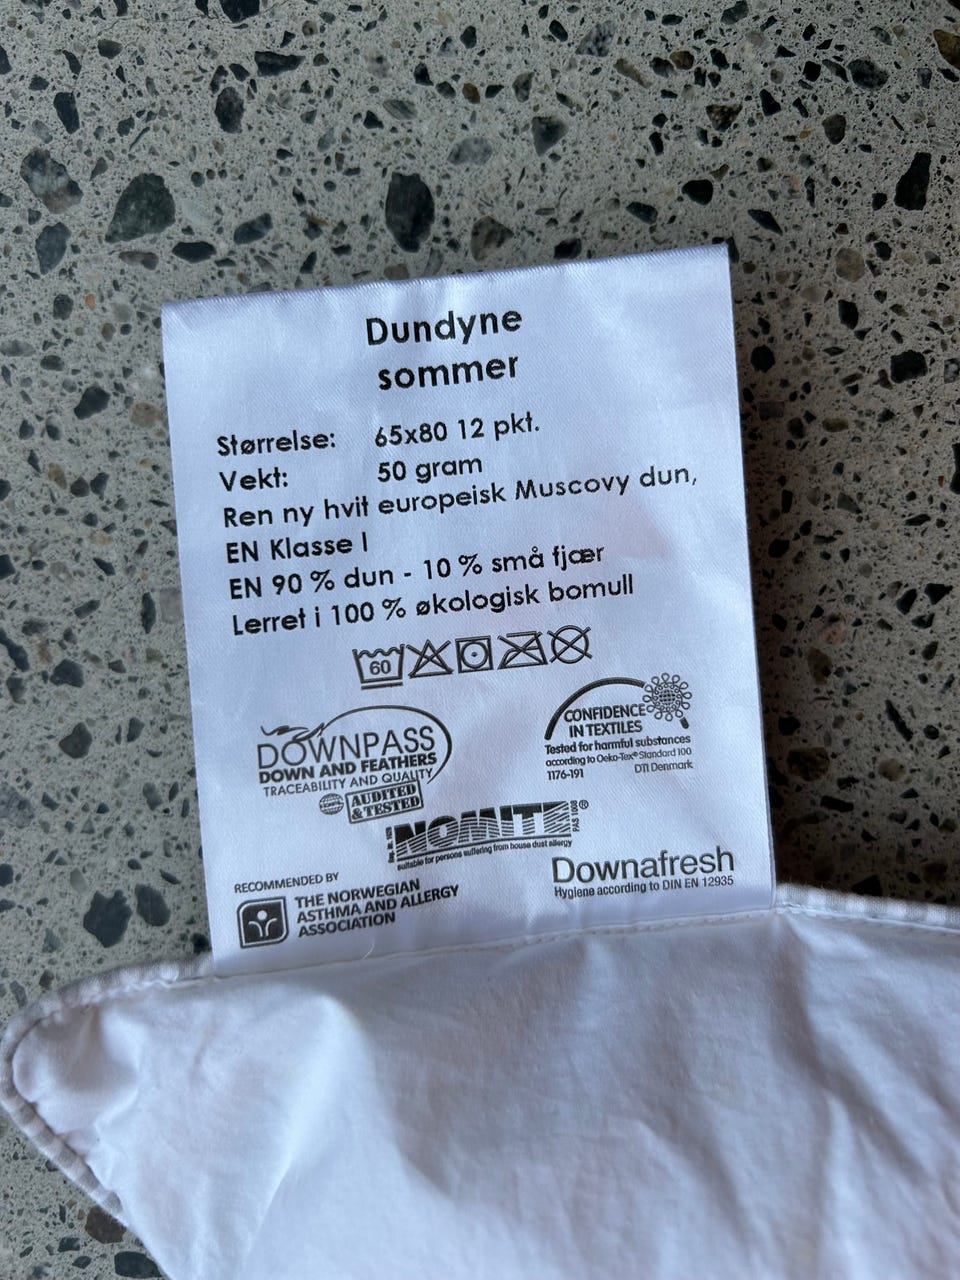 Dundyne
sommer
Størrelse: 65x80 12 pkt.
Vekt: 50 gram
Ren ny hvit europeisk Muscovy dun,
EN Klasse I
EN 90 % dun - 10 % små fjær
Lerret i 100 % økologisk bomull
60
DOWNPASS
DOWN AND FEATHERS
TRACEABILITY AND QUALITY
AUDITED
& TESTED
CONFIDENCE
IN TEXTILES
Tested for harmful substances
according to Oeko-Tex® Standard 100
1176-191 DTI Denmark
NOMITE®
PAS 1008
suitable for persons suffering from house dust allergy
RECOMMENDED BY
THE NORWEGIAN
ASTHMA AND ALLERGY
ASSOCIATION
Downafresh
Hygiene according to DIN EN 12935